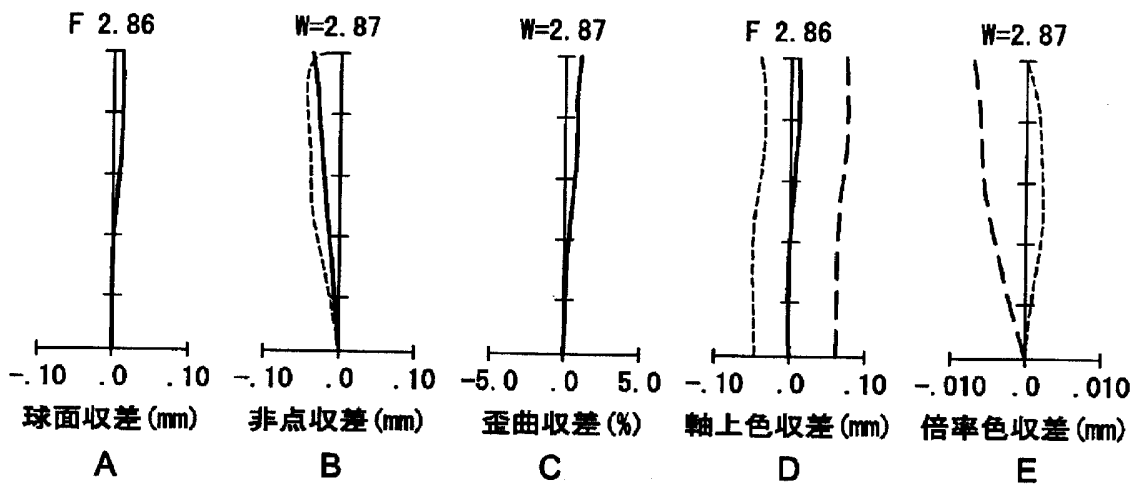 F 2.86 W=2.87 W=2.87 F 2.86 W=2.87
-.10 .0 .10 -.10 .0 .10 -5.0 .0 5.0 -.10 .0 .10 -.010 .0 .010
球面収差(mm) 非点収差(mm) 歪曲収差(%) 軸上色収差(mm) 倍率色収差(mm)
A B C D E